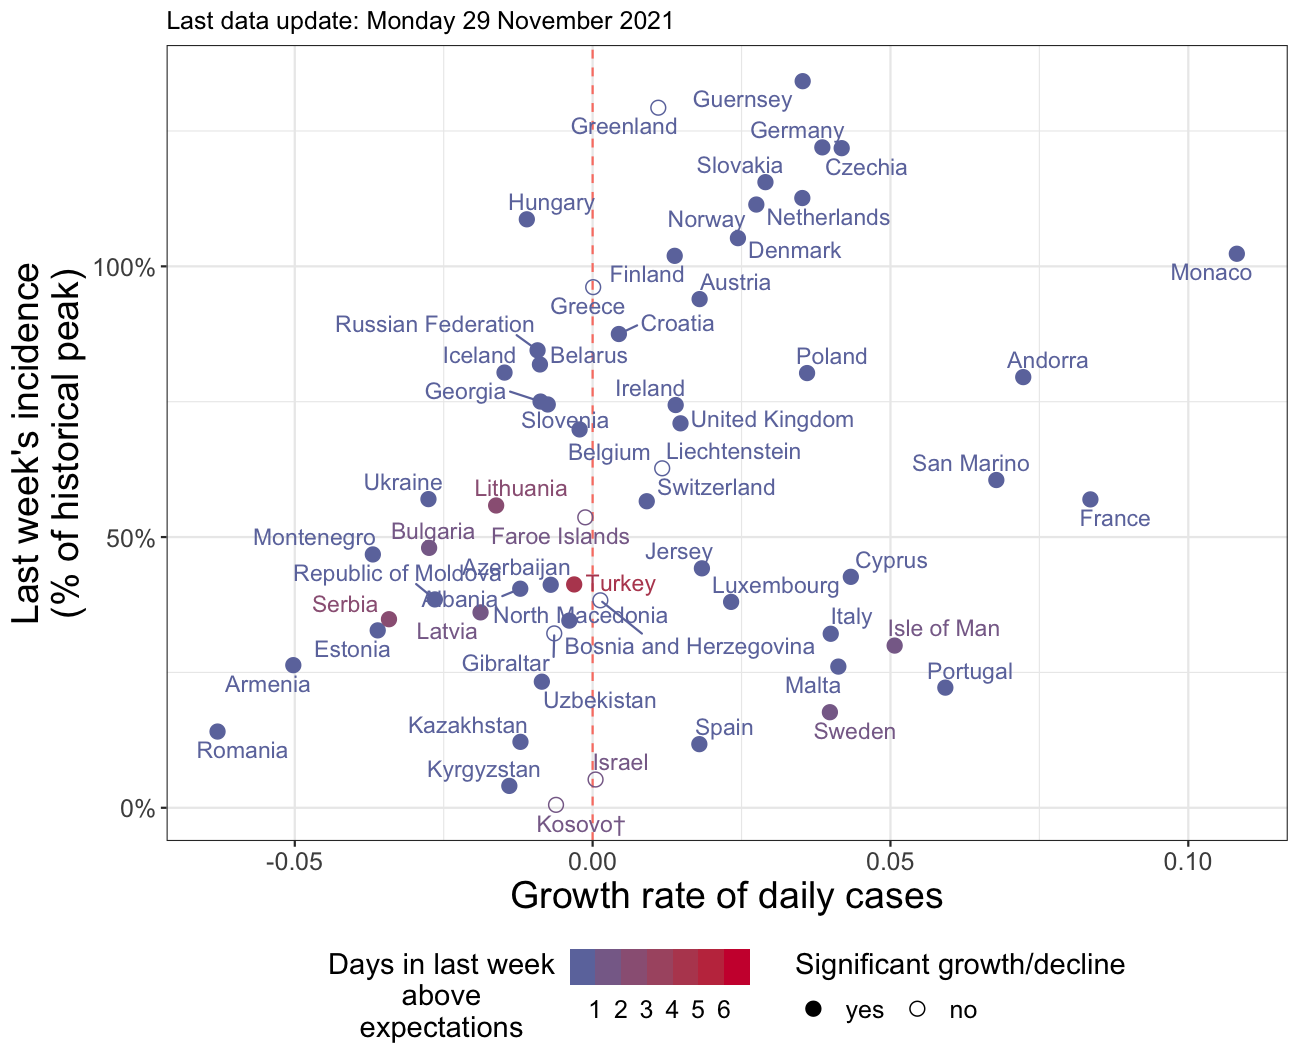 Last data update: Monday 29 November 2021
Last week's incidence
(% of historical peak)
100%
50%
0%
Guernsey
Greenland
Germany
Czechia
Slovakia
Hungary
Norway
Netherlands
Denmark
Monaco
Finland
Austria
Greece
Croatia
Russian Federation
Iceland
Belarus
Poland
Andorra
Georgia
Ireland
Slovenia
United Kingdom
Belgium
Liechtenstein
San Marino
Ukraine
Lithuania
Switzerland
France
Bulgaria
Montenegro
Faroe Islands
Jersey
Cyprus
Azerbaijan
Republic of Moldova
Turkey
Luxembourg
Albania
Serbia
North Macedonia
Italy
Latvia
Isle of Man
Estonia
Bosnia and Herzegovina
Gibraltar
Portugal
Armenia
Malta
Uzbekistan
Kazakhstan
Spain
Sweden
Romania
Israel
Kyrgyzstan
Kosovo†
-0.05
0.00
0.05
0.10
Growth rate of daily cases
Days in last week
above
expectations
1 2 3 4 5 6
Significant growth/decline
yes
no